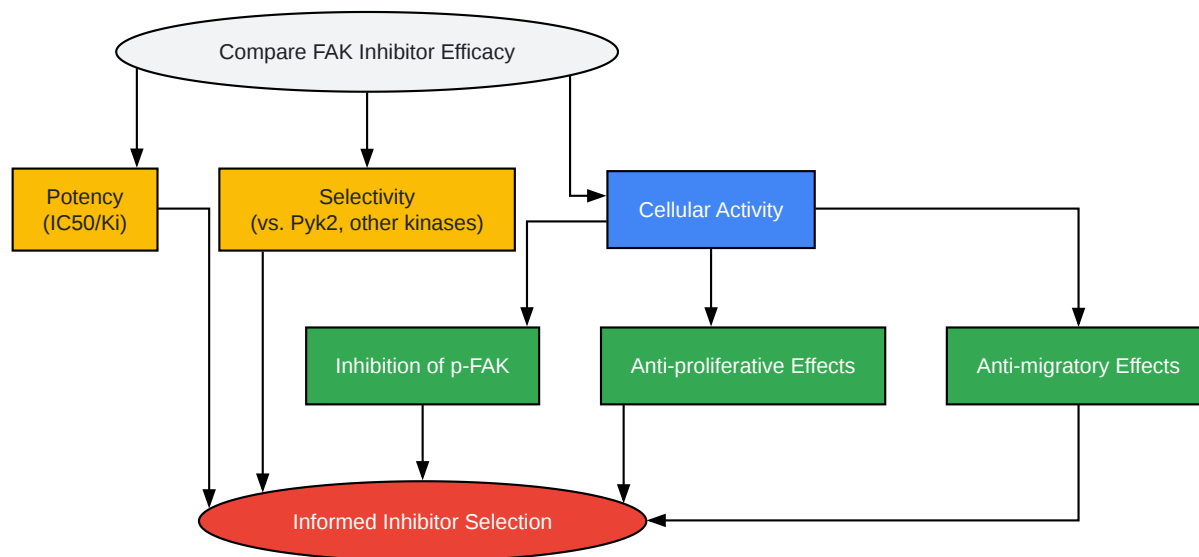 Compare FAK Inhibitor Efficacy
Potency
(IC50/Ki)
Selectivity
(vs. Pyk2, other kinases)
Cellular Activity
Inhibition of p-FAK
Anti-proliferative Effects
Anti-migratory Effects
Informed Inhibitor Selection